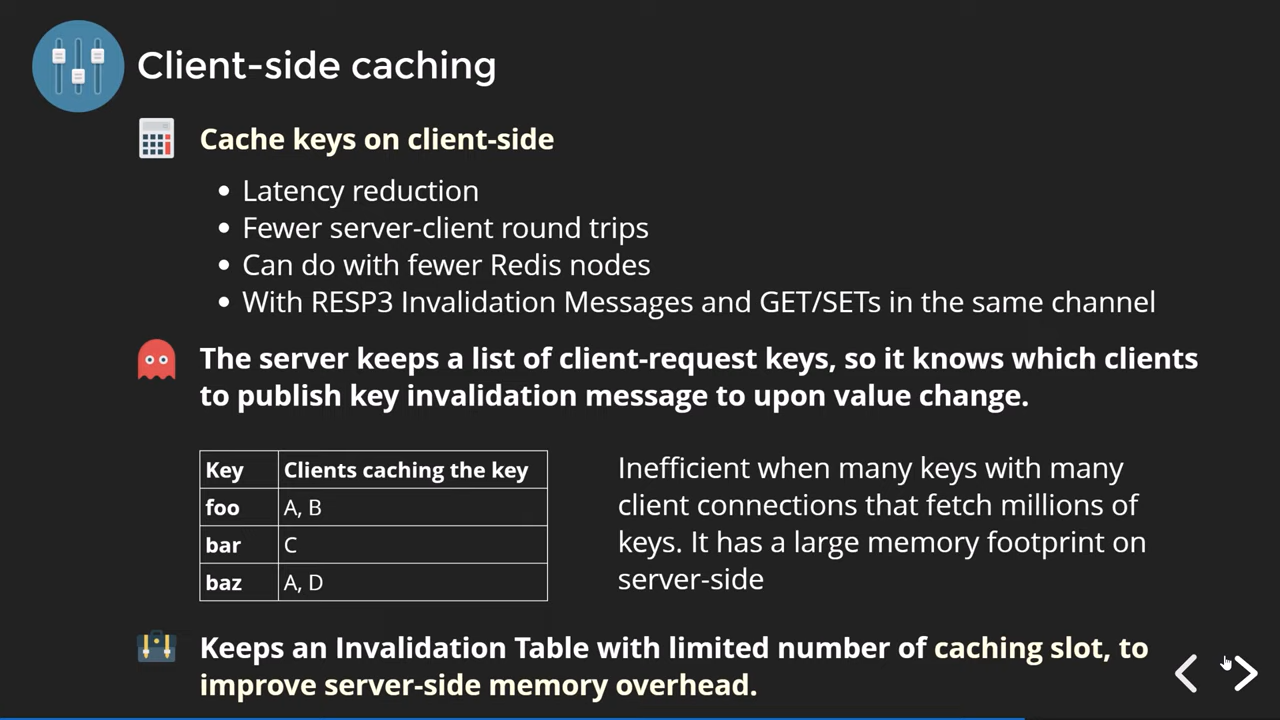 Client-side caching
Cache keys on client-side
Latency reduction
Fewer server-client round trips
Can do with fewer Redis nodes
With RESP3 Invalidation Messages and GET/SETs in the same channel
The server keeps a list of client-request keys, so it knows which clients
to publish key invalidation message to upon value change.
Key Clients caching the key
foo A, B
bar C
baz A, D
Inefficient when many keys with many
client connections that fetch millions of
keys. It has a large memory footprint on
server-side
Keeps an Invalidation Table with limited number of caching slot, to
improve server-side memory overhead.